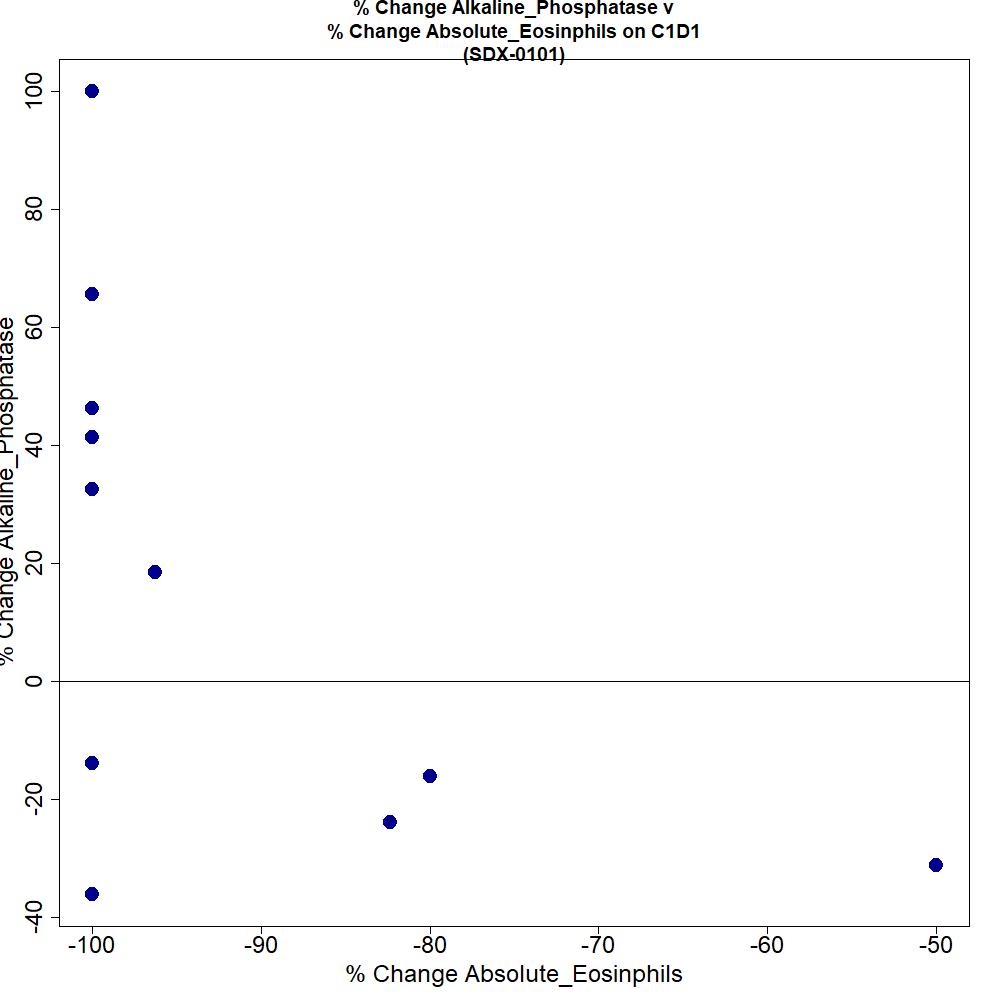 % Change Alkaline_Phosphatase v
% Change Absolute_Eosinphils on C1D1
(SDX-0101)
% Change Alkaline_Phosphatase
100
80
60
40
20
0
-20
-40
-100
-90
-80
-70
-60
-50
% Change Absolute_Eosinphils